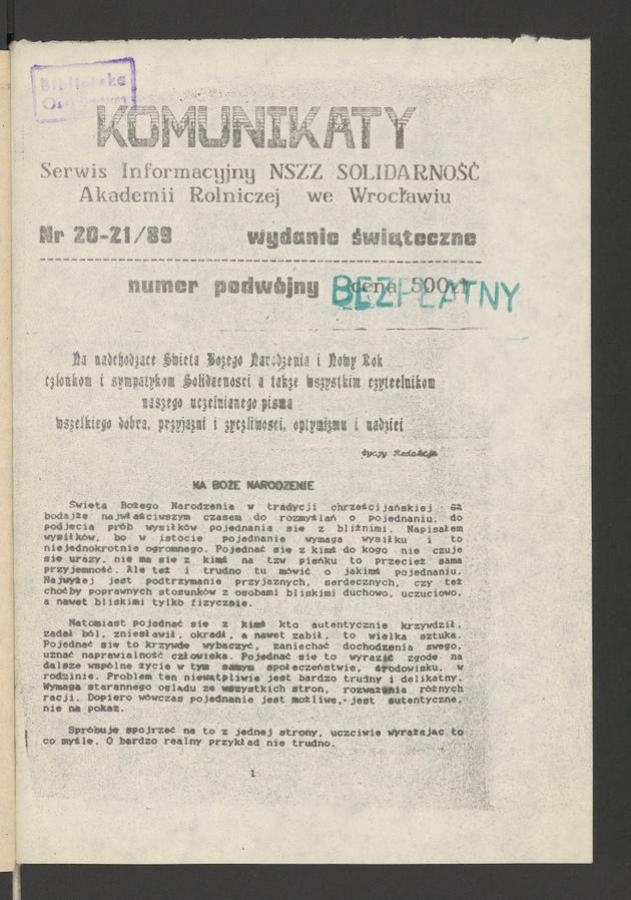 Biblioteka
KOMUNIKATY
Serwis Informacyjny NSZZ SOLIDARNOŚĆ
Akademii Rolniczej we Wrocławiu
Nr 20-21/89 wydanie świąteczne
numer podwójny cena 500zł BEZPŁATNY
Na nadchodzące Swieta Bożego Narodzenia i Nowy Rok
członkom i sympatykom Solidarnosci a także wszystkim czyteelnikom
naszego uczelnianego pisma
wszelkiego dobra, przyjazni i zyczliwosci, optymizmu i nadziei
życzy Redakcja
NA BOŻE NARODZENIE
Święta Bożego Narodzenia w tradycji chrześcijańskiej są
bodajże najwłaściwszym czasem do rozmyślań o pojednaniu, do
podjęcia prób wysiłków pojednania się z bliźnimi. Napisałem
wysiłków, bo w istocie pojednanie wymaga wysiłku i to
niejednokrotnie ogromnego. Pojednać się z kimś do kogo nie czuje
się urazy, nie ma się z kimś na tzw pieńku to przecież sama
przyjemność. Ale też i trudno tu mówić o jakimś pojednaniu.
Najwyżej jest podtrzymanie przyjaznych, serdecznych, czy też
choćby poprawnych stosunków z osobami bliskimi duchowo, uczuciowo,
a nawet bliskimi tylko fizycznie.
Natomiast pojednać się z kimś kto autentycznie krzywdził,
zadał ból, zniesławił, okradł, a nawet zabił, to wielka sztuka.
Pojednać się to krzywdę wybaczyć, zaniechać dochodzenia swego,
uznać naprawialność człowieka. Pojednać się to wyrazić zgodę na
dalsze wspólne życie w tym samym społeczeństwie, środowisku, w
rodzinie. Problem ten niewątpliwie jest bardzo trudny i delikatny.
Wymaga starannego oglądu ze wszystkich stron, rozważenia różnych
racji. Dopiero wówczas pojednanie jest możliwe, jest autentyczne,
nie na pokaz.
Spróbuję spojrzeć na to z jednej strony, uczciwie wyrażając to
co myślę. O bardzo realny przykład nie trudno.
1